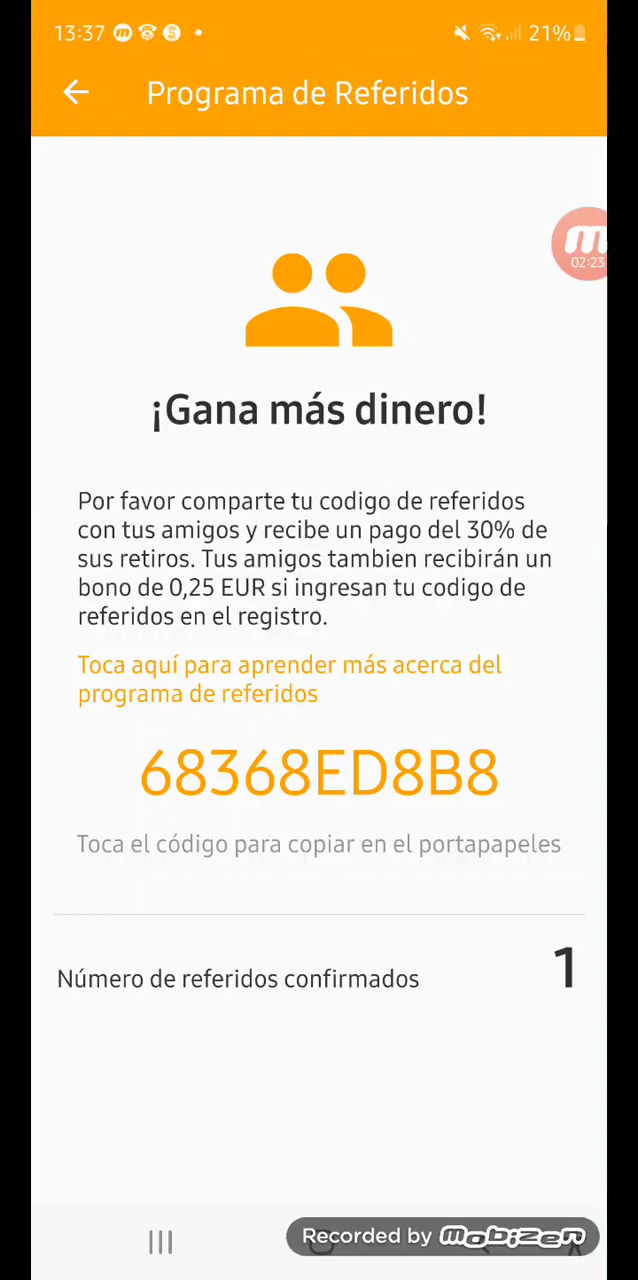 13:37
21%
Programa de Referidos
m
02:23
¡Gana más dinero!
Por favor comparte tu codigo de referidos
con tus amigos y recibe un pago del 30% de
sus retiros. Tus amigos tambien recibirán un
bono de 0,25 EUR si ingresan tu codigo de
referidos en el registro.
Toca aquí para aprender más acerca del
programa de referidos
68368ED8B8
Toca el código para copiar en el portapapeles
Número de referidos confirmados
1
Recorded by mobizen